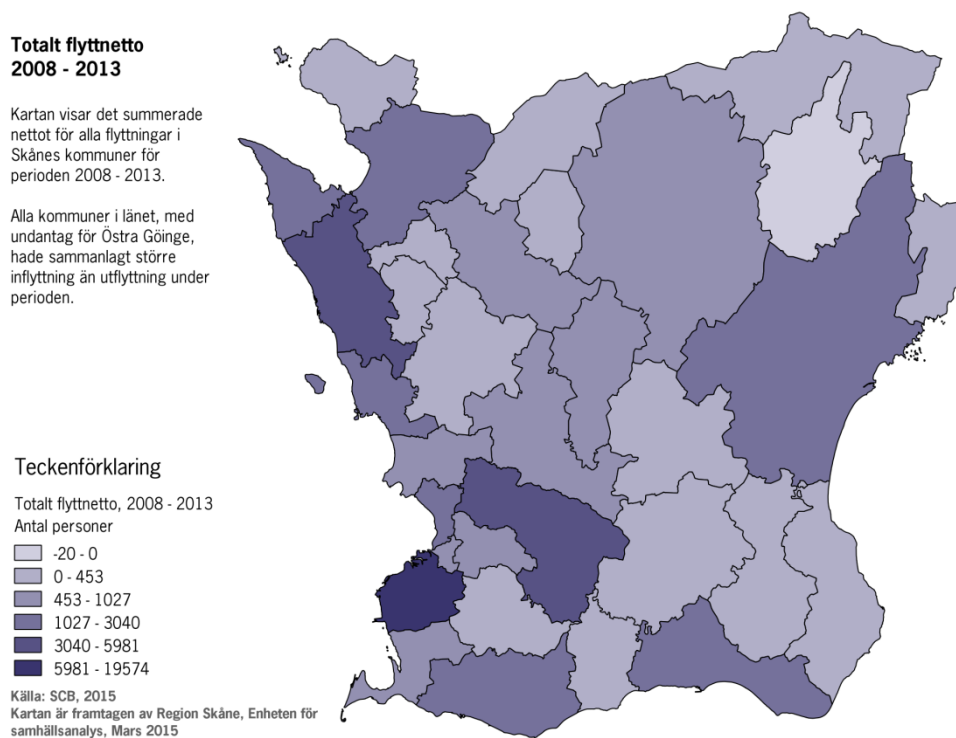 Totalt flyttnetto
2008 - 2013
Kartan visar det summerade
nettot för alla flyttningar i
Skånes kommuner för
perioden 2008 - 2013.
Alla kommuner i länet, med
undantag för Östra Göinge,
hade sammanlagt större
inflyttning än utflyttning under
perioden.
Teckenförklaring
Totalt flyttnetto, 2008 - 2013
Antal personer
-20 - 0
0 - 453
453 - 1027
1027 - 3040
3040 - 5981
5981 - 19574
Källa: SCB, 2015
Kartan är framtagen av Region Skåne, Enheten för
samhällsanalys, Mars 2015